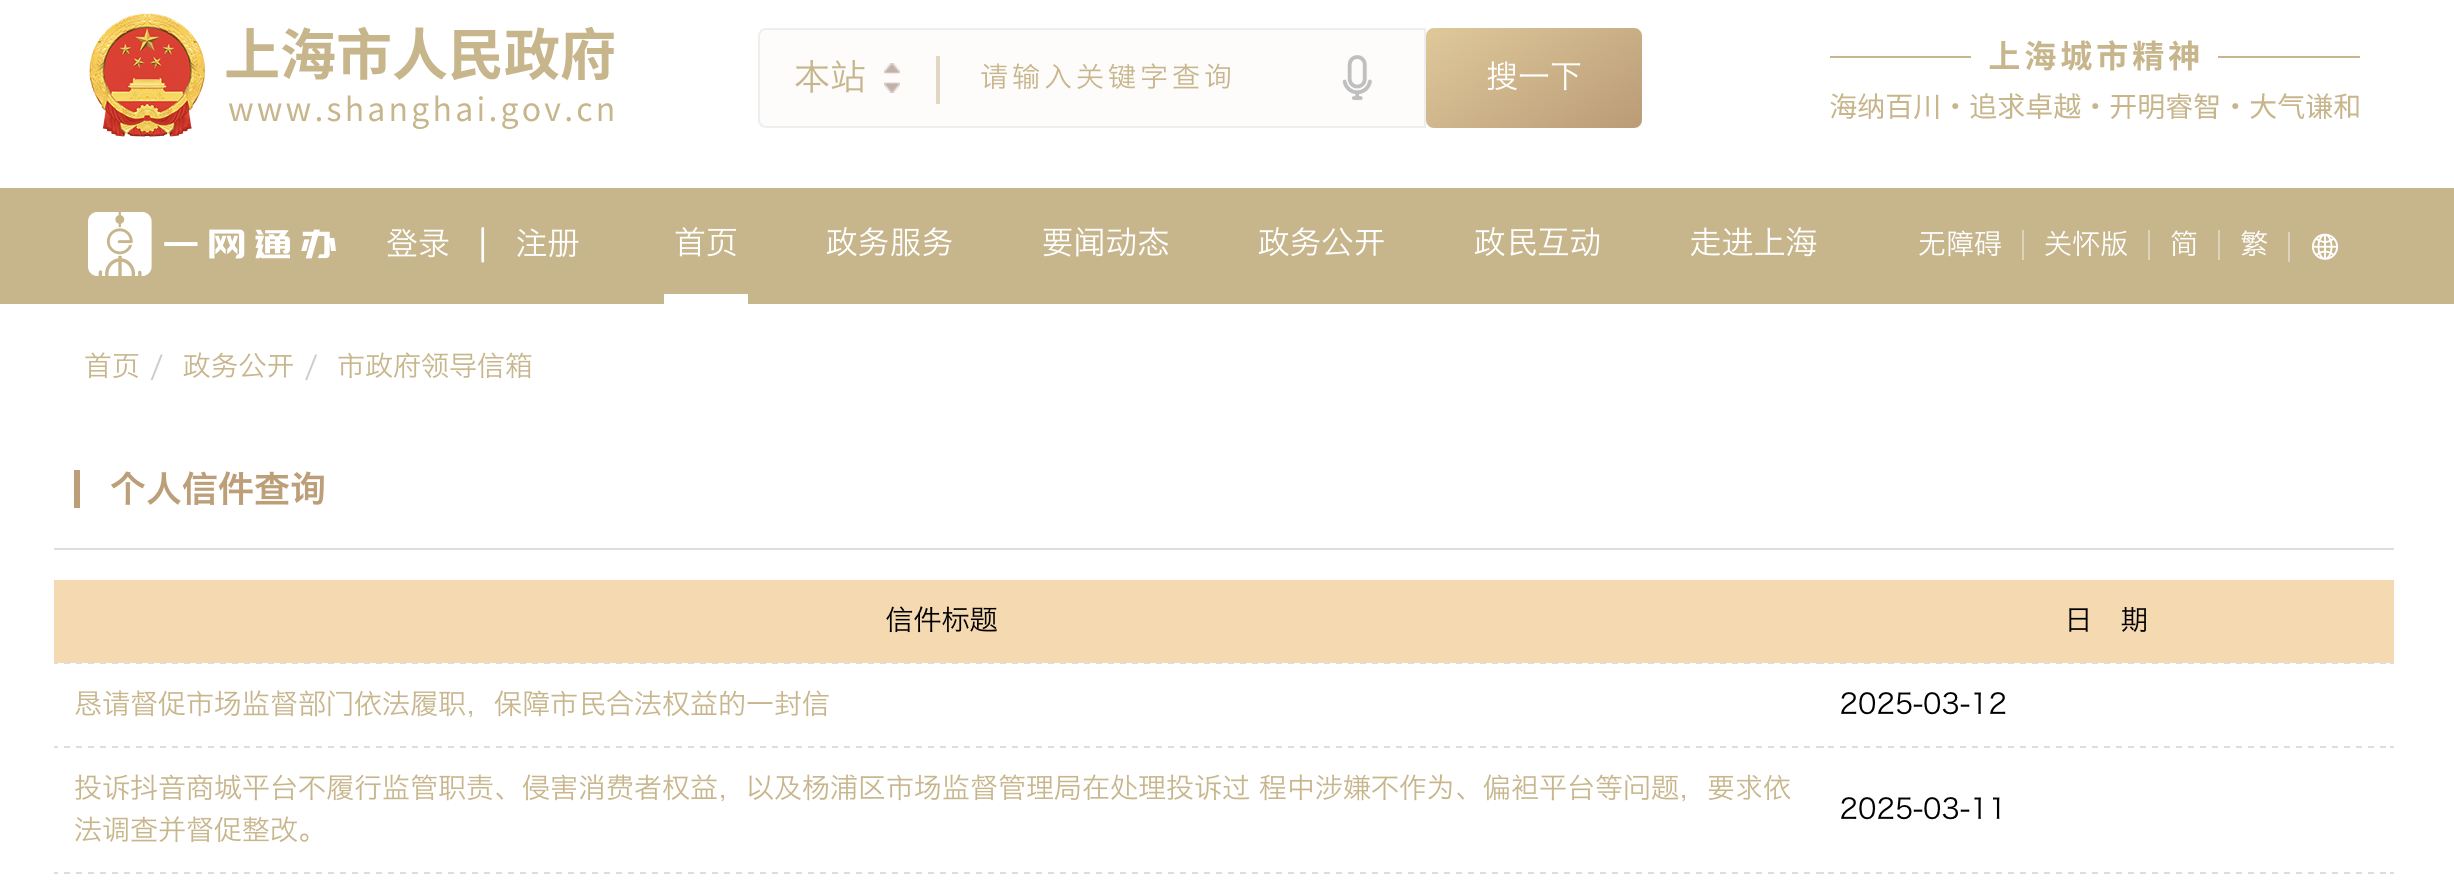 上海市人民政府
www.shanghai.gov.cn
本站
请输入关键字查询
搜一下
上海城市精神
海纳百川·追求卓越·开明睿智·大气谦和
一网通办
登录 | 注册
首页
政务服务
要闻动态
政务公开
政民互动
走进上海
无障碍 | 关怀版 | 简 | 繁 |
首页 / 政务公开 / 市政府领导信箱
个人信件查询
信件标题 日 期
恳请督促市场监督部门依法履职，保障市民合法权益的一封信 2025-03-12
投诉抖音商城平台不履行监管职责、侵害消费者权益，以及杨浦区市场监督管理局在处理投诉过 程中涉嫌不作为、偏袒平台等问题，要求依
法调查并督促整改。
2025-03-11